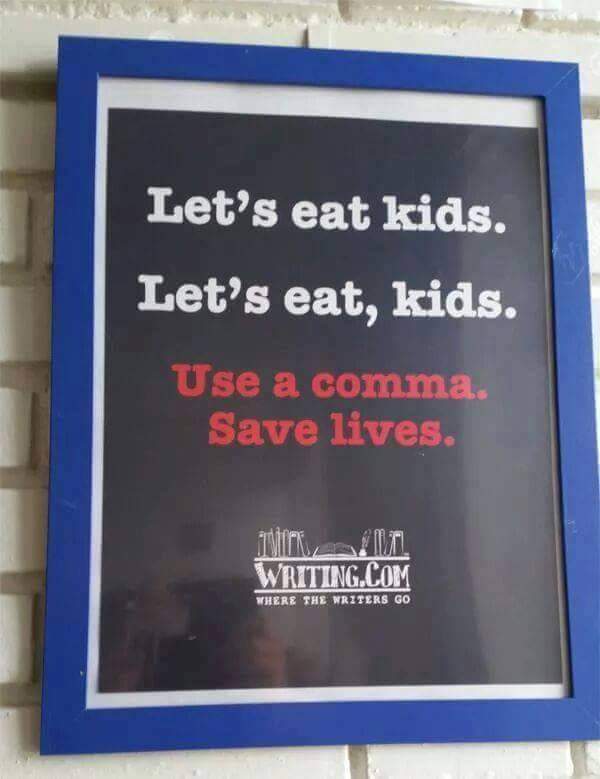 Let's eat kids.
Let's eat, kids.
Use a comma.
Save lives.
WRITING.COM
WHERE THE WRITERS GO